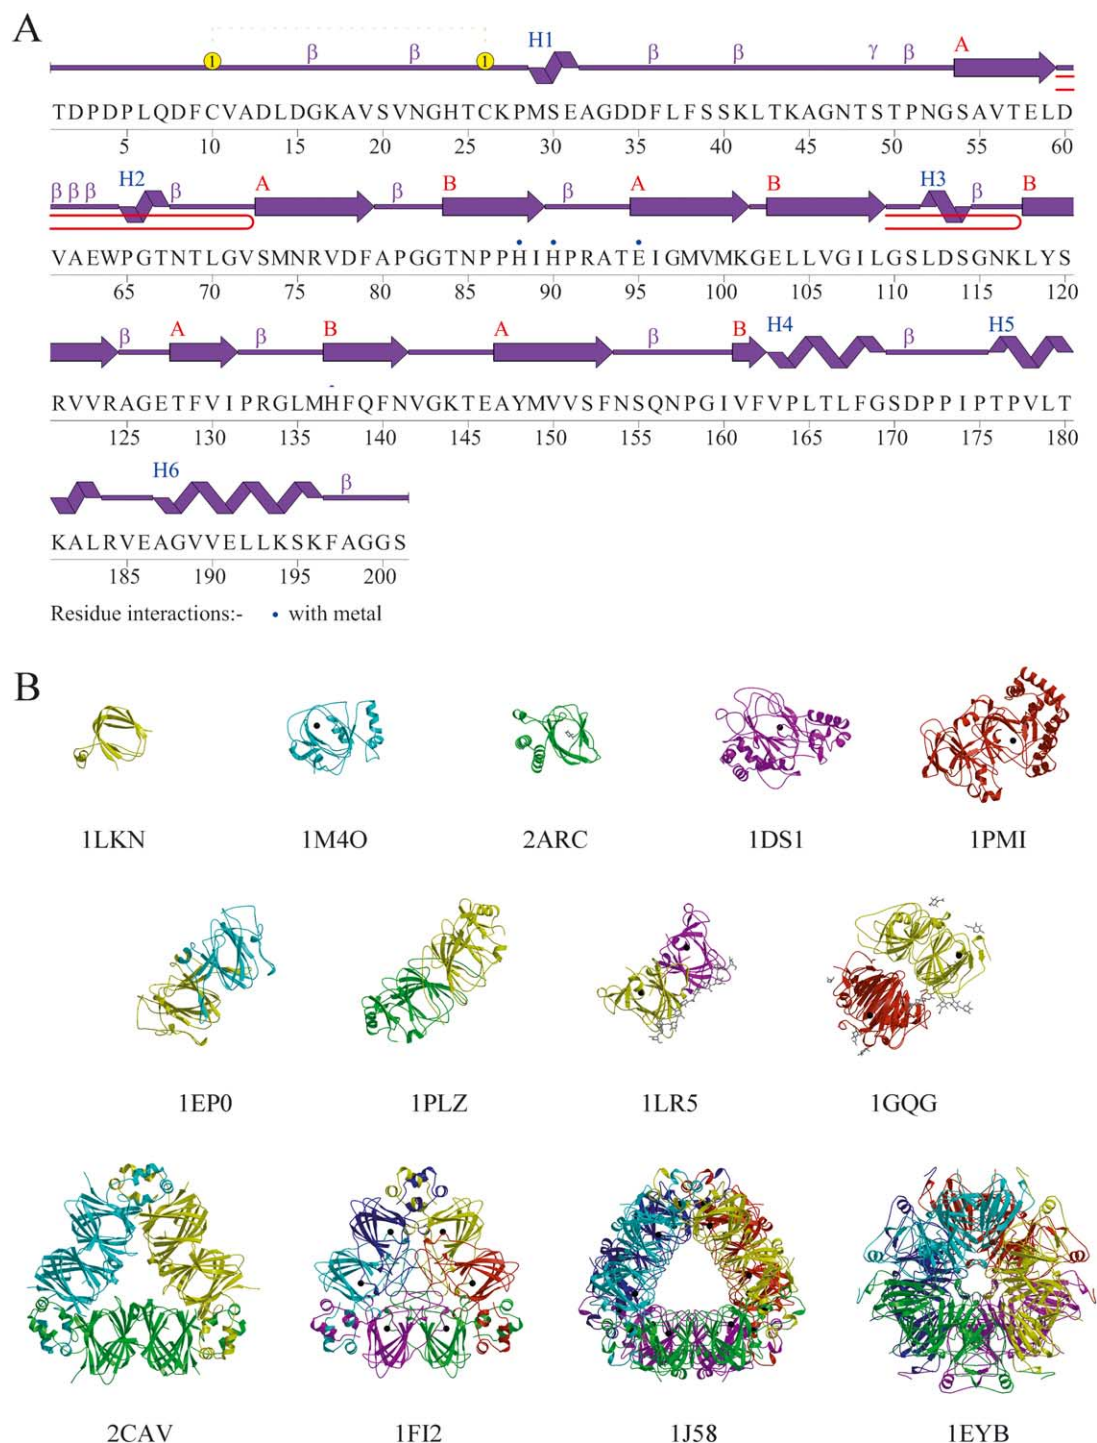 A
1 β β 1 H1 β β γ β A
TDPDPLQDFCVADLDGKAVSVNGHTCKPMSEAGDDFLFSSKLTKAGNTSTPNGSAVTELD
5 10 15 20 25 30 35 40 45 50 55 60
β β β H2 β A β B β A B H3 β B
VAEWPGTNTLGVSMNRVDFAPGGTNPPHIHPRATEIGMVMKGELLVGILGSLDSGNKLYS
65 70 75 80 85 90 95 100 105 110 115 120
β A β B A β B H4 β H5
RVVRAGETFVIPRGLMHFQFNVGKTEAYMVVSFNSQNPGIVFVPLTLFGSDPPIPTPVLT
125 130 135 140 145 150 155 160 165 170 175 180
H6 β
KALRVEAGVVELLKSKFAGGS
185 190 195 200
Residue interactions:- • with metal
B
1LKN 1M4O 2ARC 1DS1 1PMI
1EP0 1PLZ 1LR5 1GQG
2CAV 1FI2 1J58 1EYB